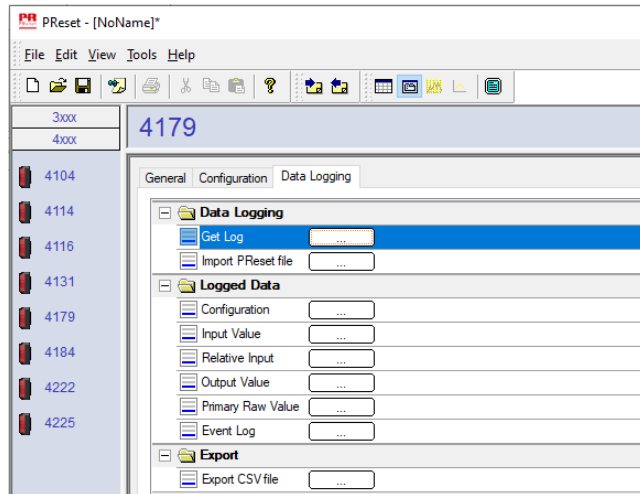 PR PReset - [NoName]*
File Edit View Tools Help
3xxx
4xxx
4179
4104
4114
4116
4131
4179
4184
4222
4225
General Configuration Data Logging
Data Logging
Get Log ...
Import PReset file ...
Logged Data
Configuration ...
Input Value ...
Relative Input ...
Output Value ...
Primary Raw Value ...
Event Log ...
Export
Export CSV file ...